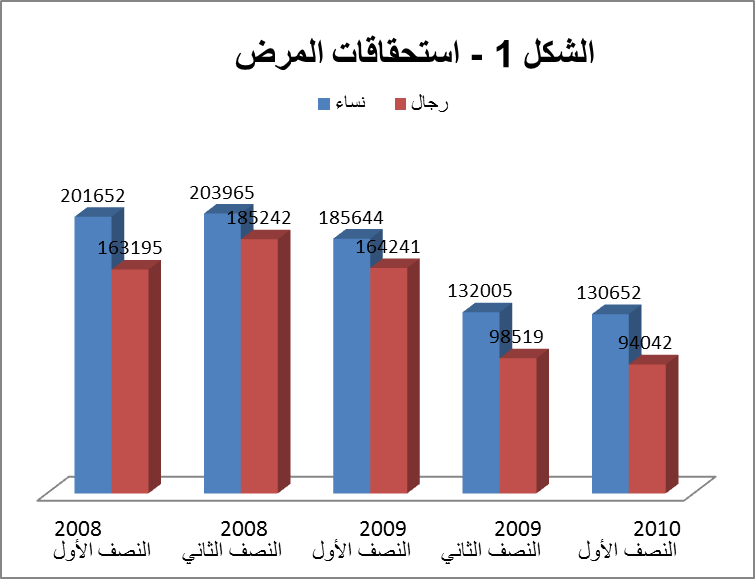 الشكل 1 - استحقاقات المرض
نساء
رجال
201652
163195
203965
185242
185644
164241
132005
98519
130652
94042
2008
النصف الأول
2008
النصف الثاني
2009
النصف الأول
2009
النصف الثاني
2010
النصف الأول